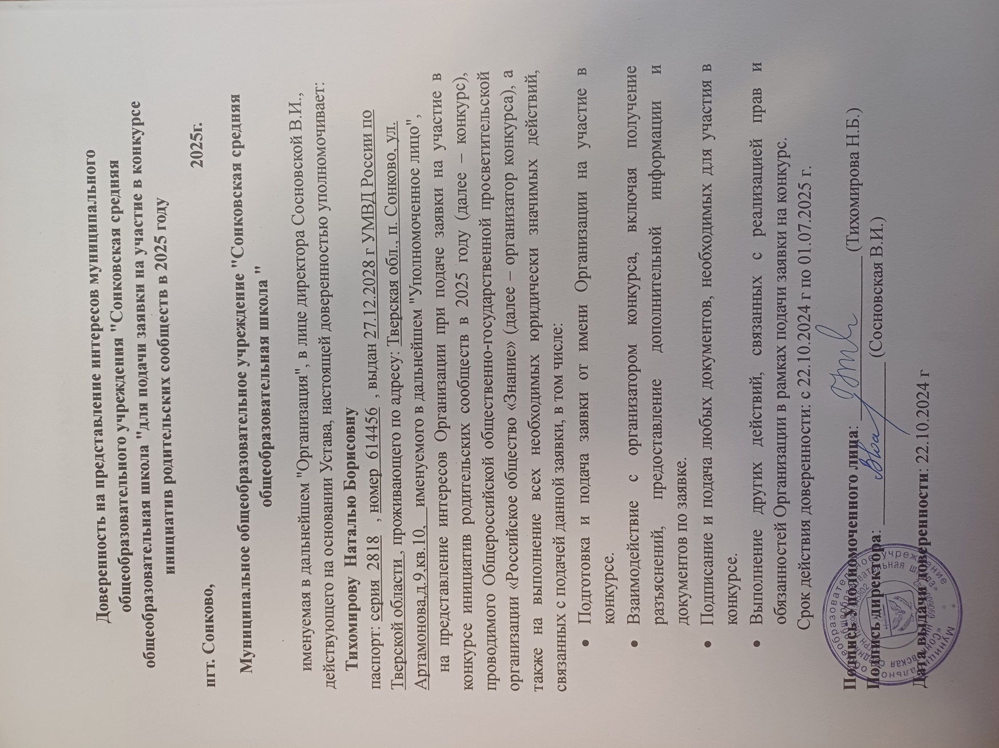 Доверенность на представление интересов муниципального
общеобразовательного учреждения "Сонковская средняя
общеобразовательная школа "для подачи заявки на участие в конкурсе
инициатив родительских сообществ в 2025 году
пгт. Сонково, 2025г.
Муниципальное общеобразовательное учреждение "Сонковская средняя
общеобразовательная школа "
именуемая в дальнейшем "Организация", в лице директора Сосновской В.И.,
действующего на основании Устава, настоящей доверенностью уполномочивает:
Тихомирову Наталью Борисовну
паспорт: серия 2818 , номер 614456 , выдан 27.12.2028 г УМВД России по
Тверской области , проживающего по адресу: Тверская обл., п. Сонково, ул.
Артамонова,д.9,кв.10, именуемого в дальнейшем "Уполномоченное лицо",
на представление интересов Организации при подаче заявки на участие в
конкурсе инициатив родительских сообществ в 2025 году (далее – конкурс),
проводимого Общероссийской общественно-государственной просветительской
организации «Российское общество «Знание» (далее – организатор конкурса), а
также на выполнение всех необходимых юридически значимых действий,
связанных с подачей данной заявки, в том числе:
• Подготовка и подача заявки от имени Организации на участие в
конкурсе.
• Взаимодействие с организатором конкурса, включая получение
разъяснений, предоставление дополнительной информации и
документов по заявке.
• Подписание и подача любых документов, необходимых для участия в
конкурсе.
• Выполнение других действий, связанных с реализацией прав и
обязанностей Организации в рамках подачи заявки на конкурс.
Срок действия доверенности: с 22.10.2024 г по 01.07.2025 г.
Подпись Уполномоченного лица: (Тихомирова Н.Б.)
Подпись директора: (Сосновская В.И.)
Дата выдачи доверенности: 22.10.2024 г
Муниципальное общеобразовательное учреждение